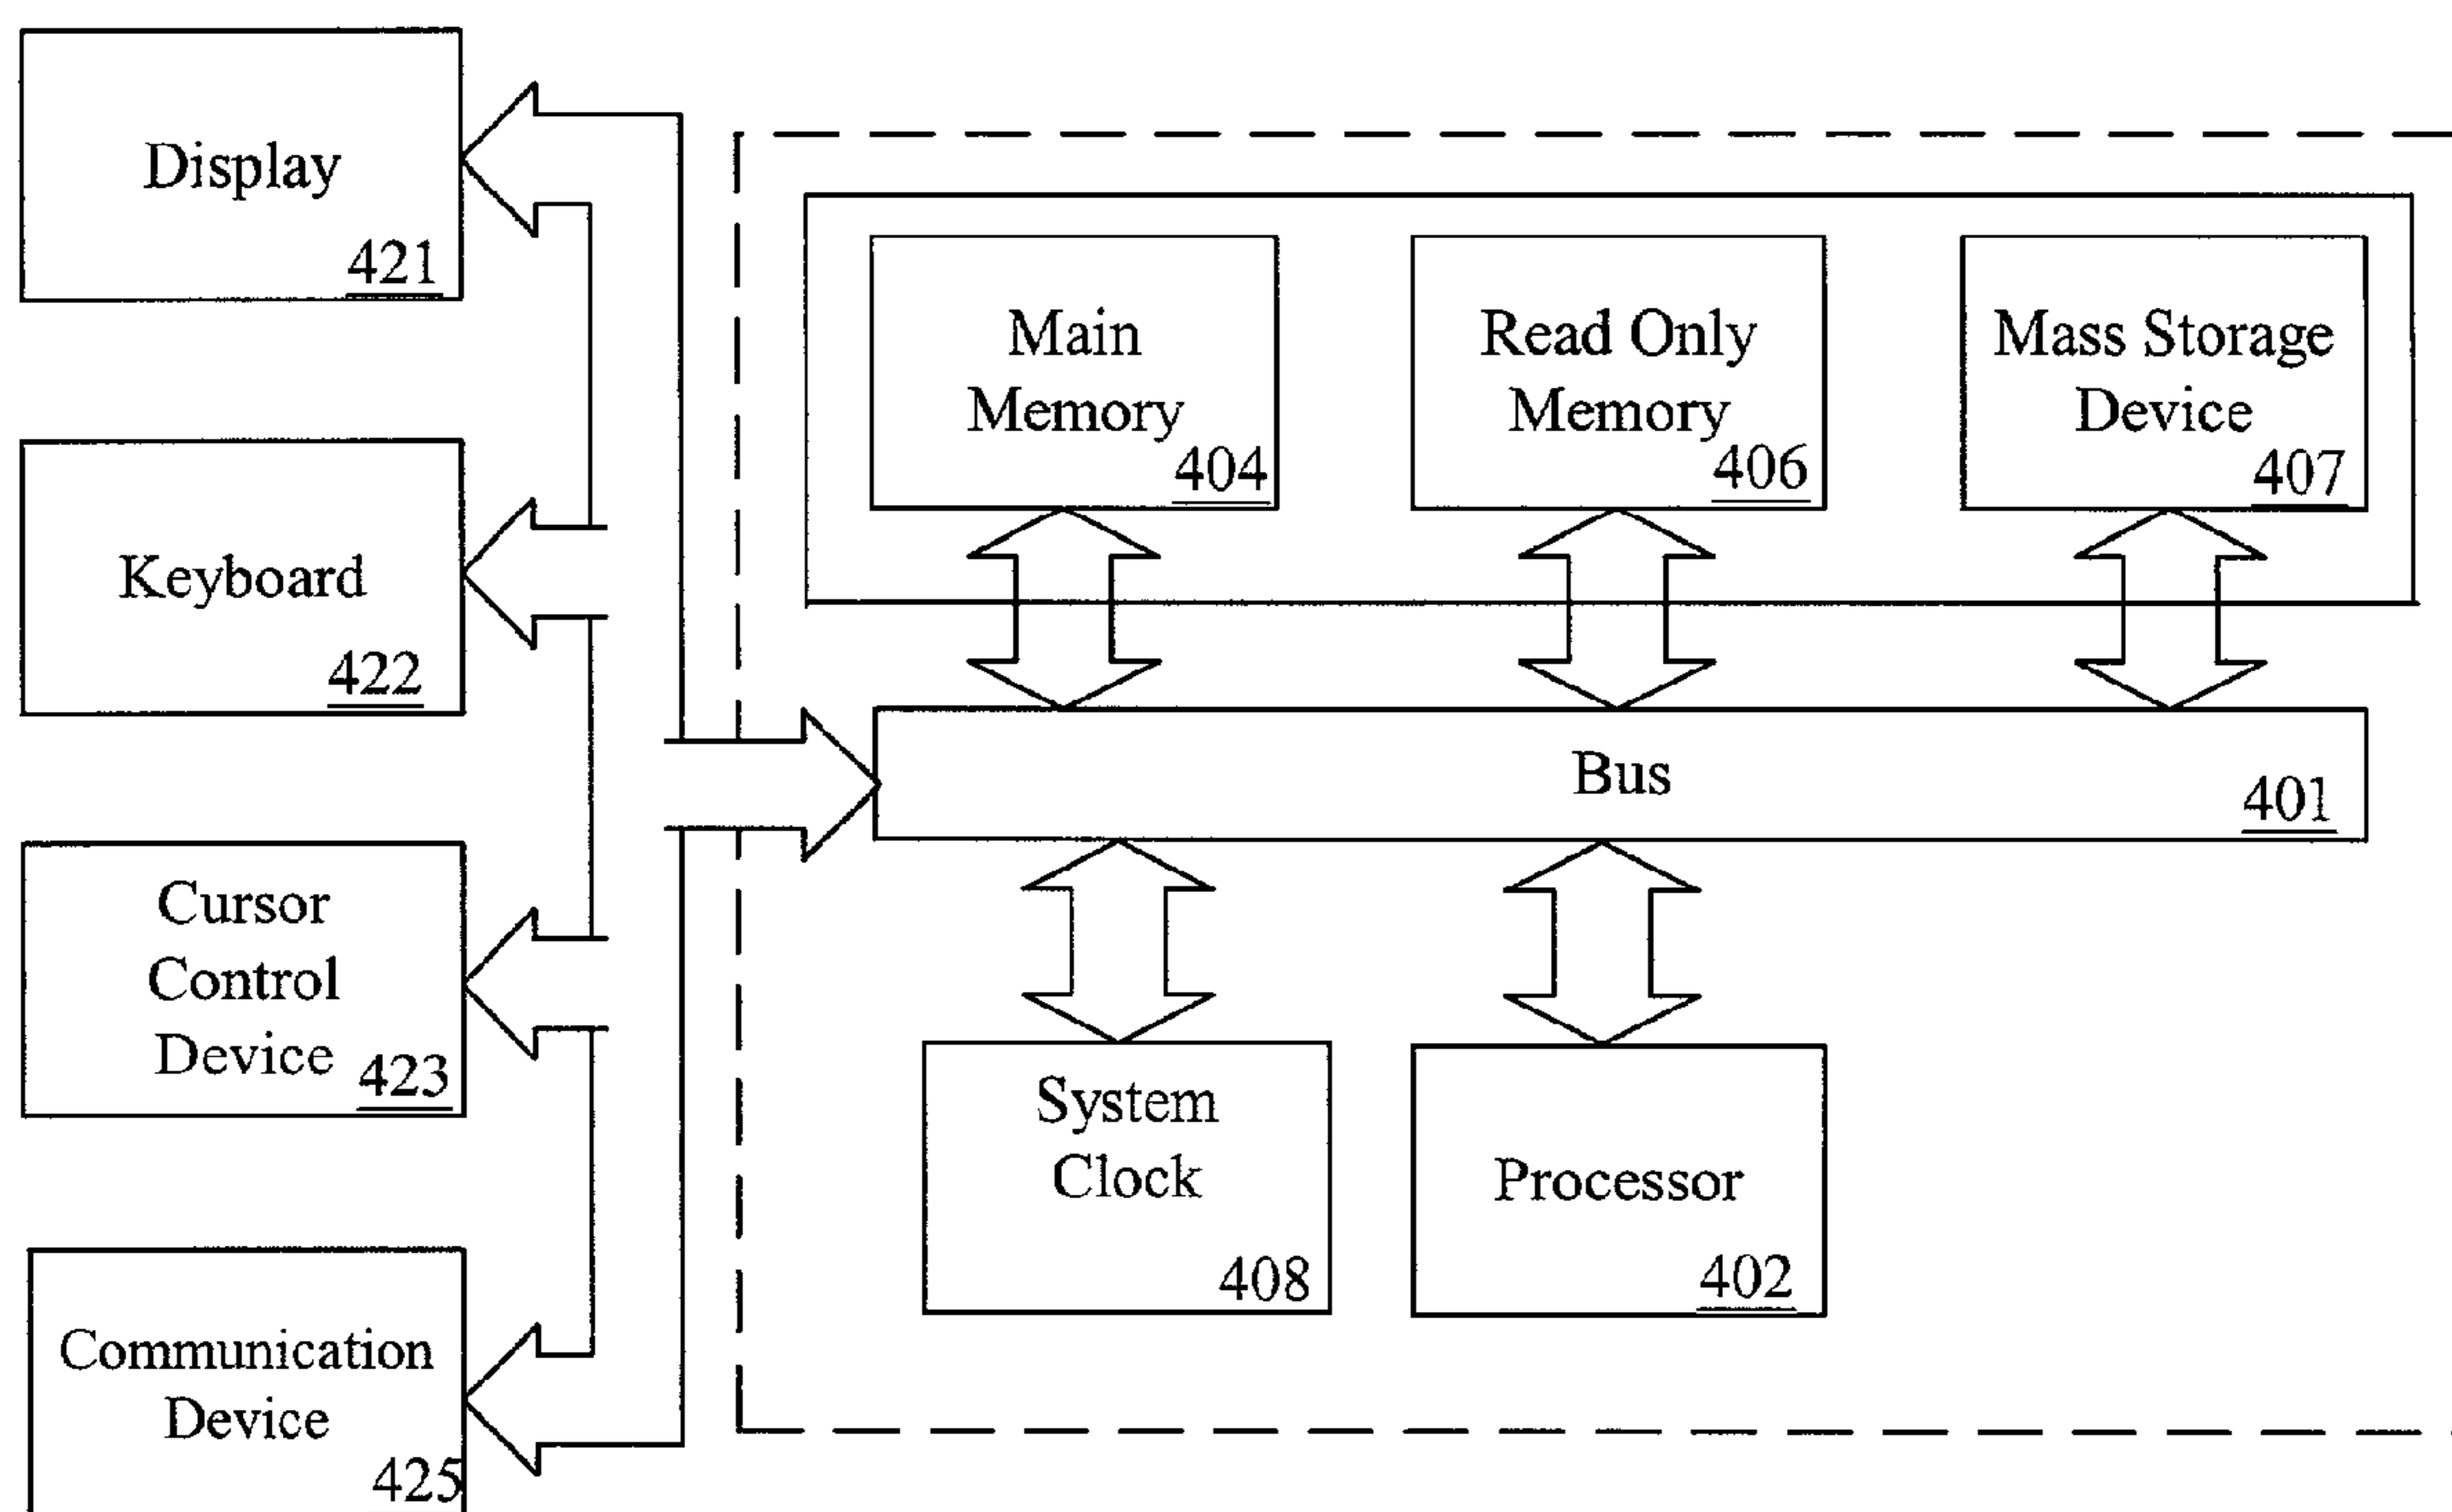 Display
421
Keyboard
422
Cursor
Control
Device
423
Communication
Device
425
Main
Memory
404
Read Only
Memory
406
Mass Storage
Device
407
Bus
401
System
Clock
408
Processor
402